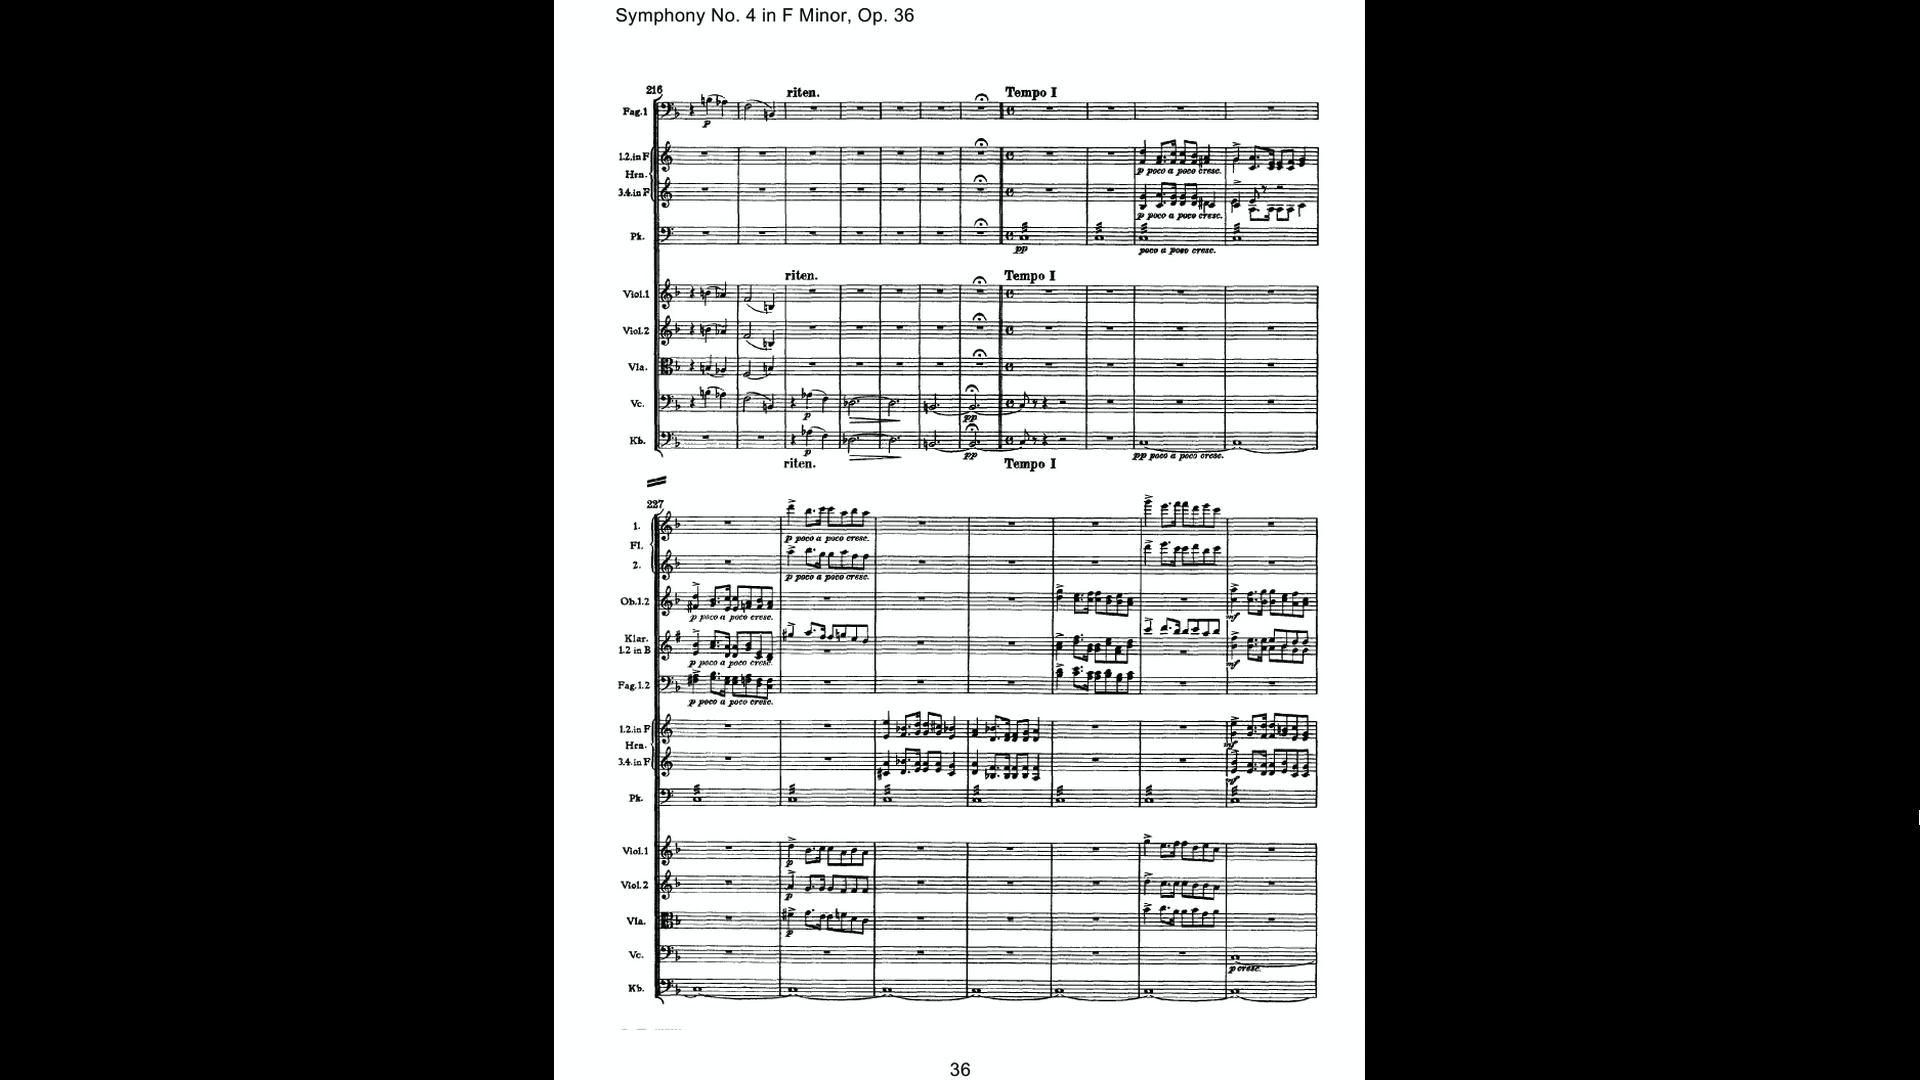 Symphony No. 4 in F Minor, Op. 36
216
riten.
Tempo I
Fag.1
p
1.2.in F
p poco a poco cresc.
Hrn.
3.4.in F
p poco a poco cresc.
Pk.
pp
poco a poco cresc.
riten.
Tempo I
Viol.1
Viol.2
Vla.
Vc.
p
pp
Kb.
p
pp
pp poco a poco cresc.
riten.
Tempo I
227
1.
p poco a poco cresc.
Fl.
2.
p poco a poco cresc.
Ob.1.2
p poco a poco cresc.
mf
Klar.
1.2 in B
p poco a poco cresc.
mf
Fag.1.2
p poco a poco cresc.
1.2.in F
Hrn.
mf
3.4.in F
mf
Pk.
Viol.1
p
Viol.2
p
Vla.
p
Vc.
p cresc.
Kb.
36